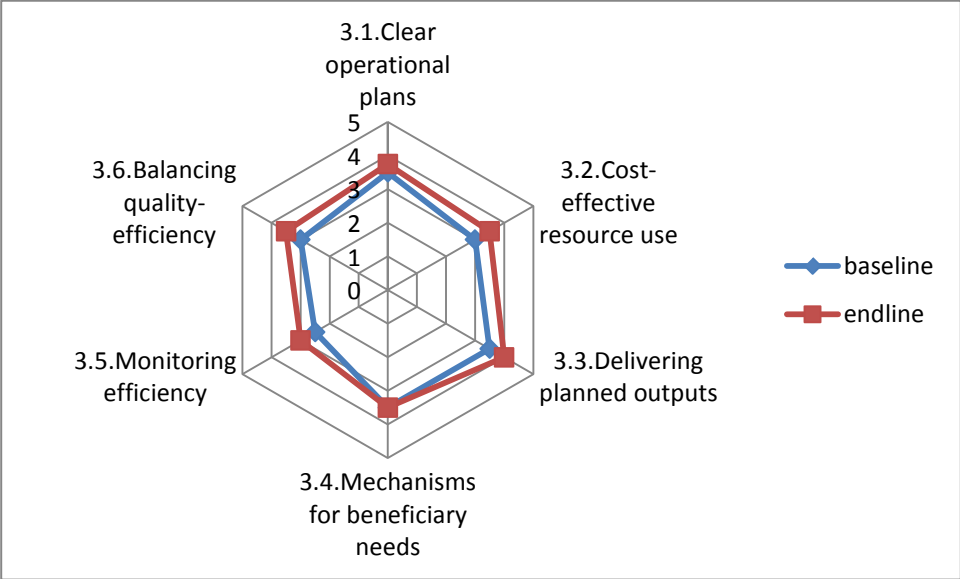 3.1.Clear
operational
plans
5
4
3
2
1
0
3.2.Cost-
effective
resource use
3.3.Delivering
planned outputs
3.4.Mechanisms
for beneficiary
needs
3.5.Monitoring
efficiency
3.6.Balancing
quality-
efficiency
baseline
endline